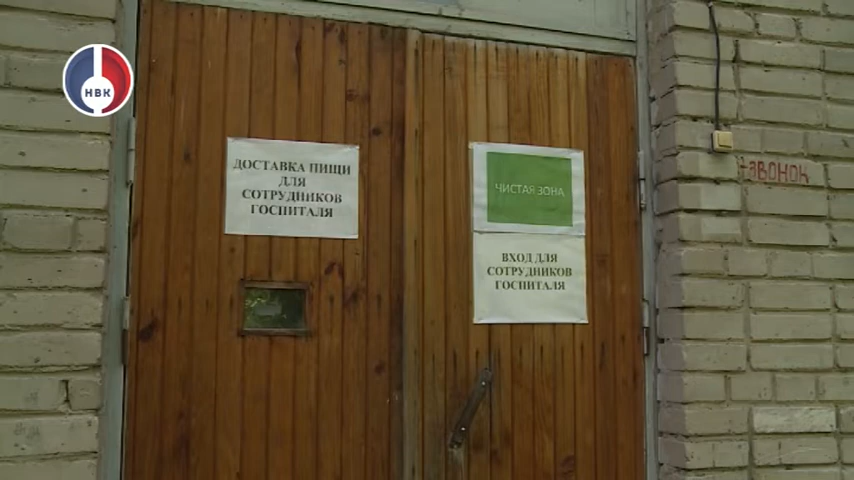 НВК
ДОСТАВКА ПИЩИ
ДЛЯ
СОТРУДНИКОВ
ГОСПИТАЛЯ
ЧИСТАЯ ЗОНА
ВХОД ДЛЯ
СОТРУДНИКОВ
ГОСПИТАЛЯ
звонок